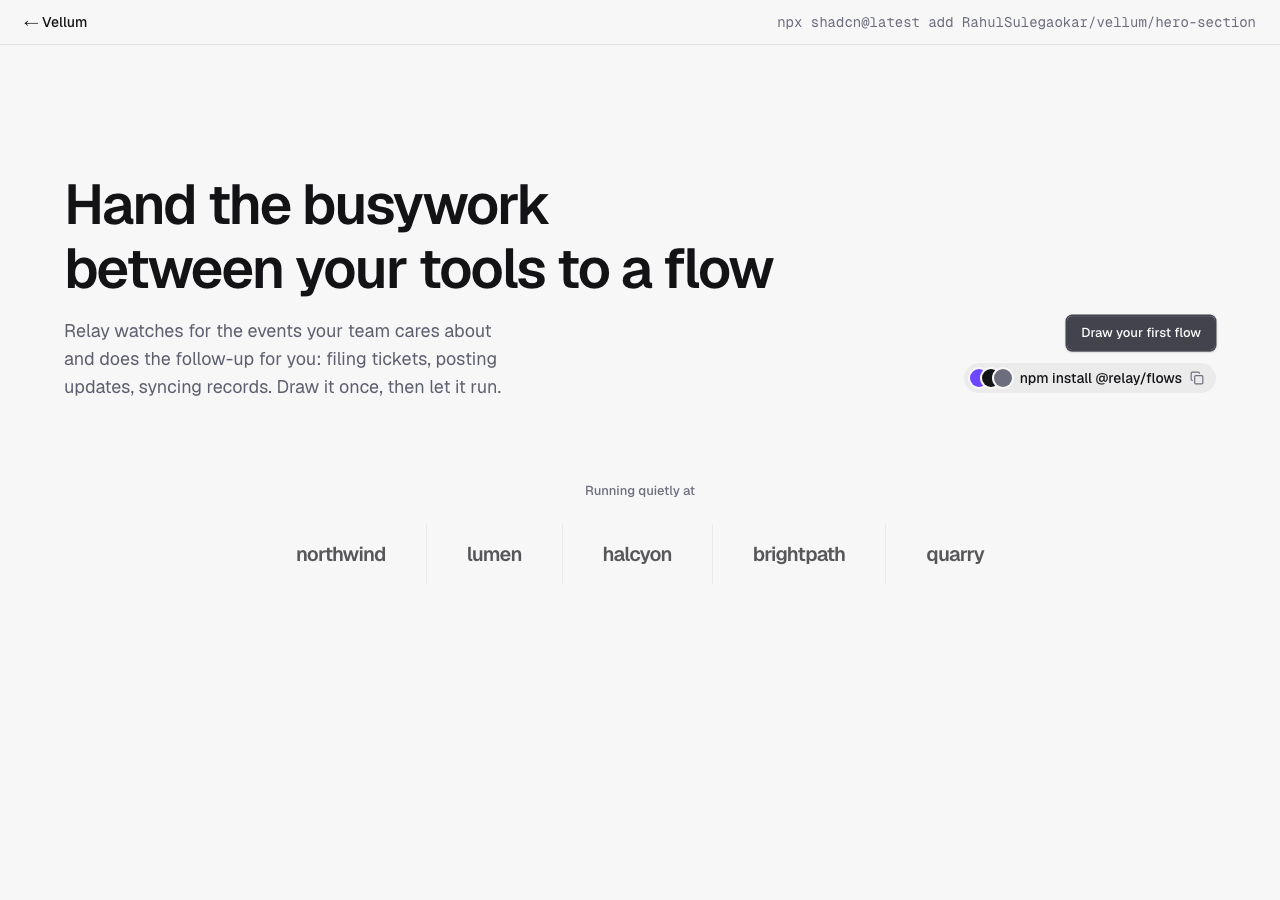 ← Vellum
npx shadcn@latest add RahulSulegaokar/vellum/hero-section
Hand the busywork
between your tools to a flow
Relay watches for the events your team cares about
and does the follow-up for you: filing tickets, posting
updates, syncing records. Draw it once, then let it run.
Draw your first flow
npm install @relay/flows
Running quietly at
northwind
lumen
halcyon
brightpath
quarry